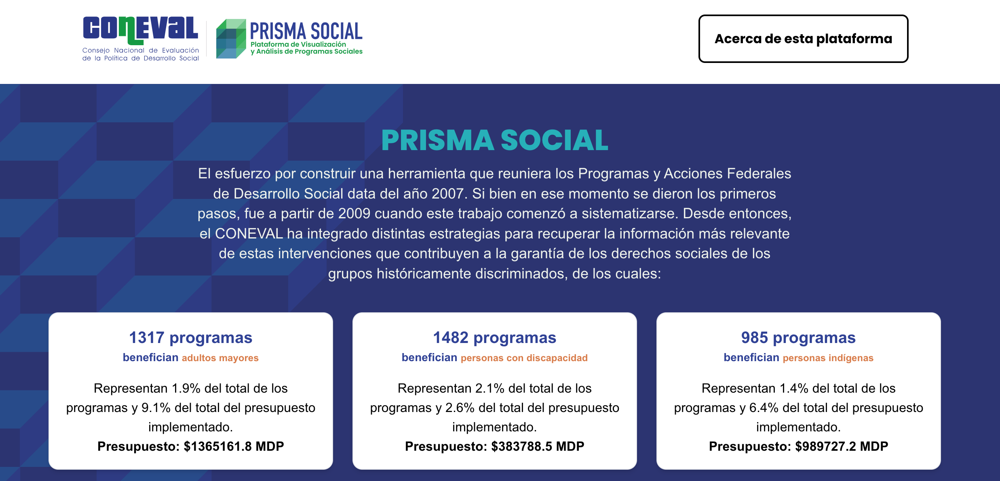 CONEVAL
Consejo Nacional de Evaluación
de la Política de Desarrollo Social
PRISMA SOCIAL
Plataforma de Visualización
y Análisis de Programas Sociales
Acerca de esta plataforma
PRISMA SOCIAL
El esfuerzo por construir una herramienta que reuniera los Programas y Acciones Federales
de Desarrollo Social data del año 2007. Si bien en ese momento se dieron los primeros
pasos, fue a partir de 2009 cuando este trabajo comenzó a sistematizarse. Desde entonces,
el CONEVAL ha integrado distintas estrategias para recuperar la información más relevante
de estas intervenciones que contribuyen a la garantía de los derechos sociales de los
grupos históricamente discriminados, de los cuales:
1317 programas
benefician adultos mayores
Representan 1.9% del total de los
programas y 9.1% del total del presupuesto
implementado.
Presupuesto: $1365161.8 MDP
1482 programas
benefician personas con discapacidad
Representan 2.1% del total de los
programas y 2.6% del total del presupuesto
implementado.
Presupuesto: $383788.5 MDP
985 programas
benefician personas indígenas
Representan 1.4% del total de los
programas y 6.4% del total del presupuesto
implementado.
Presupuesto: $989727.2 MDP